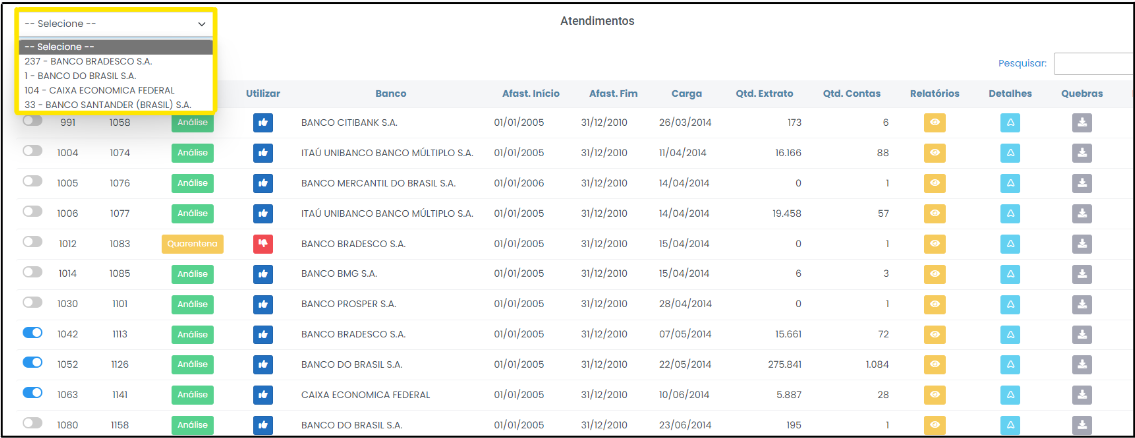 -- Selecione --
Atendimentos
-- Selecione --
237 - BANCO BRADESCO S.A.
1 - BANCO DO BRASIL S.A.
104 - CAIXA ECONOMICA FEDERAL
33 - BANCO SANTANDER (BRASIL) S.A.
Pesquisar:
Utilizar Banco Afast. Início Afast. Fim Carga Qtd. Extrato Qtd. Contas Relatórios Detalhes Quebras
991 1058 Análise BANCO CITIBANK S.A. 01/01/2005 31/12/2010 26/03/2014 173 6
1004 1074 Análise ITAÚ UNIBANCO BANCO MÚLTIPLO S.A. 01/01/2005 31/12/2010 11/04/2014 16.166 88
1005 1076 Análise BANCO MERCANTIL DO BRASIL S.A. 01/01/2006 31/12/2010 14/04/2014 0 1
1006 1077 Análise ITAÚ UNIBANCO BANCO MÚLTIPLO S.A. 01/01/2005 31/12/2010 14/04/2014 19.458 57
1012 1083 Quarentena BANCO BRADESCO S.A. 01/01/2005 31/12/2010 15/04/2014 0 1
1014 1085 Análise BANCO BMG S.A. 01/01/2005 31/12/2010 15/04/2014 6 3
1030 1101 Análise BANCO PROSPER S.A. 01/01/2005 31/12/2010 28/04/2014 0 1
1042 1113 Análise BANCO BRADESCO S.A. 01/01/2005 31/12/2010 07/05/2014 15.661 72
1052 1126 Análise BANCO DO BRASIL S.A. 01/01/2005 31/12/2010 22/05/2014 275.841 1.084
1063 1141 Análise CAIXA ECONOMICA FEDERAL 01/01/2005 31/12/2010 10/06/2014 5.887 28
1080 1158 Análise BANCO DO BRASIL S.A. 01/01/2005 31/12/2010 23/06/2014 195 1